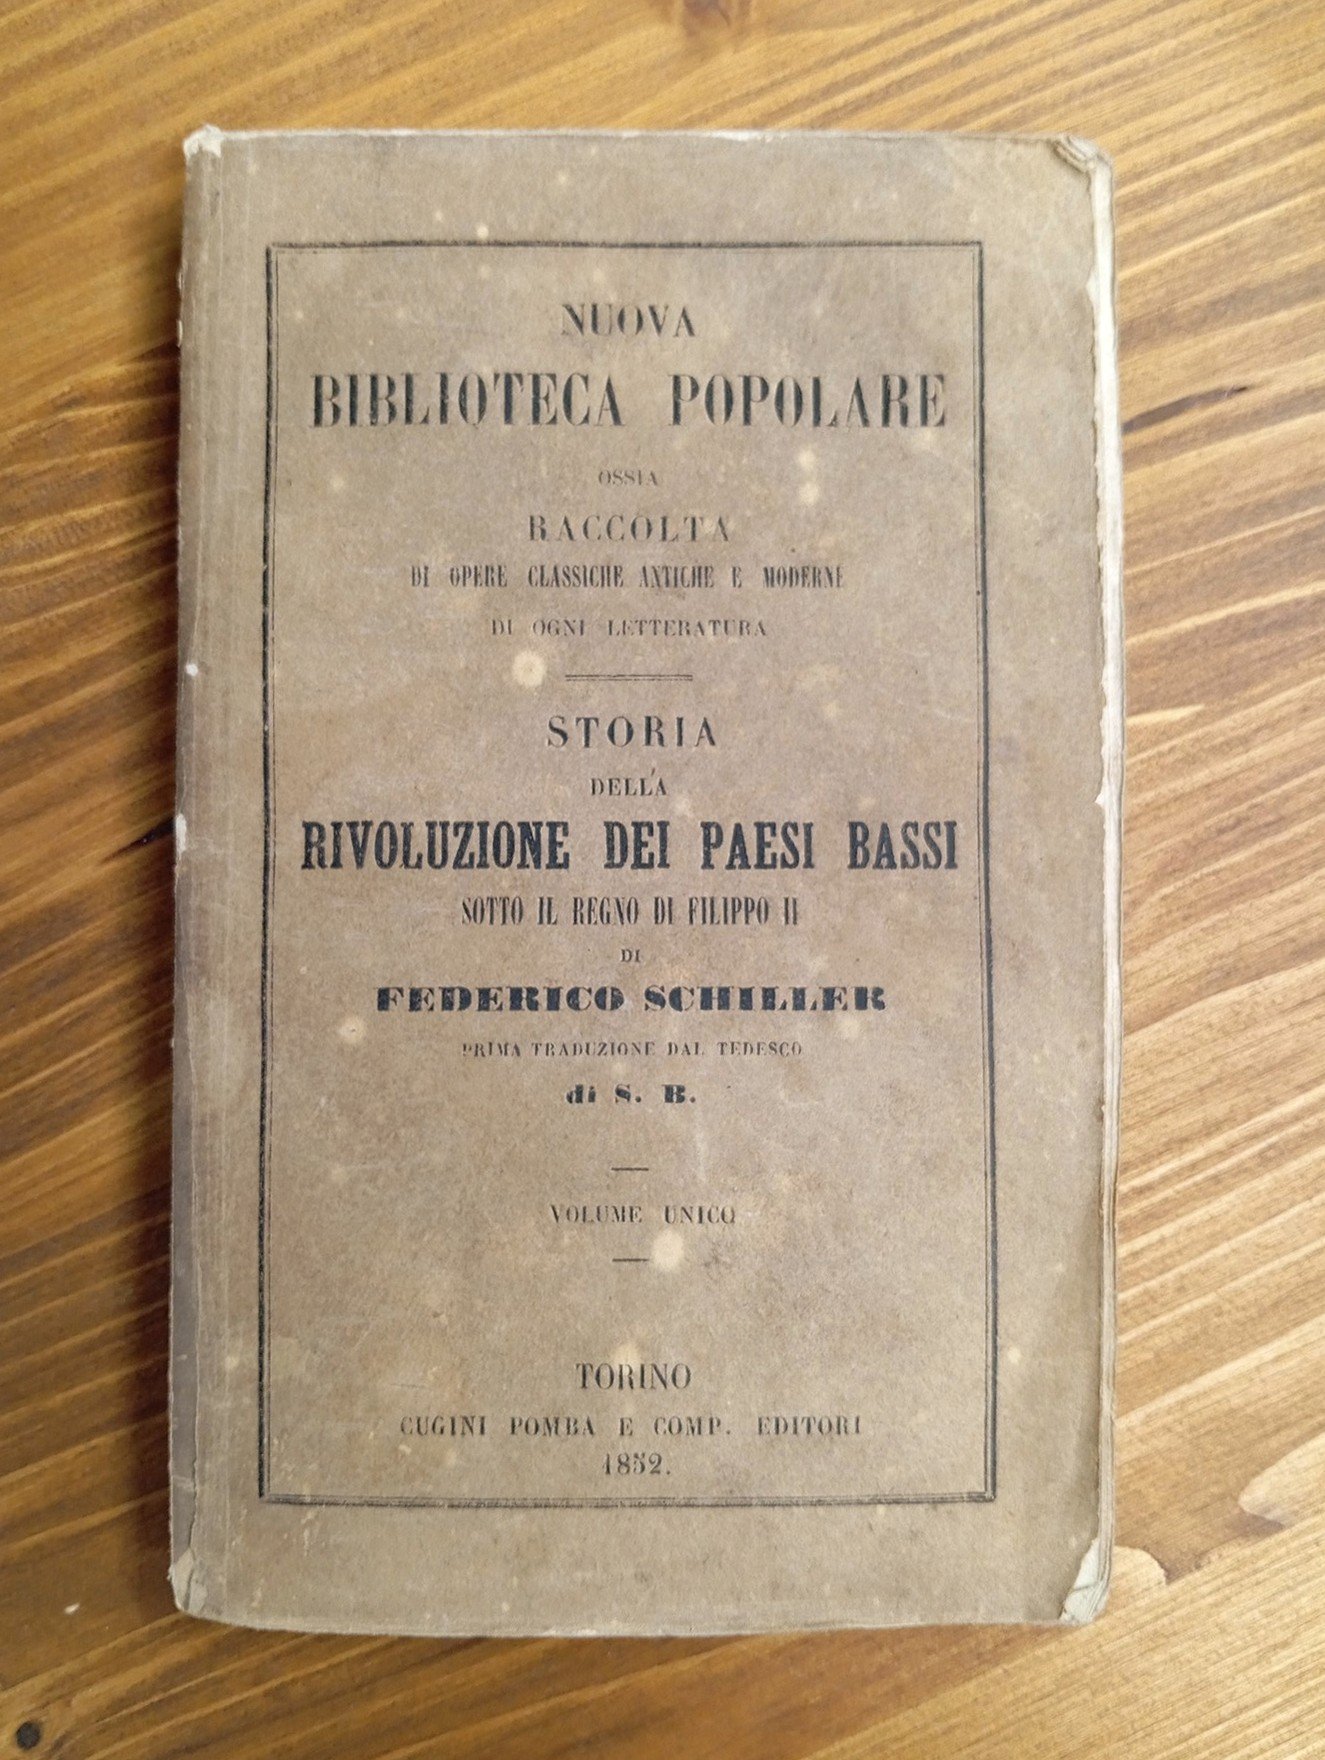 NUOVA
BIBLIOTECA POPOLARE
OSSIA
RACCOLTA
DI OPERE CLASSICHE ANTICHE E MODERNE
DI OGNI LETTERATURA
STORIA
DELLA
RIVOLUZIONE DEI PAESI BASSI
SOTTO IL REGNO DI FILIPPO II
DI
FEDERICO SCHILLER
PRIMA TRADUZIONE DAL TEDESCO
di S. B.
VOLUME UNICO
TORINO
CUGINI POMBA E COMP. EDITORI
1852.